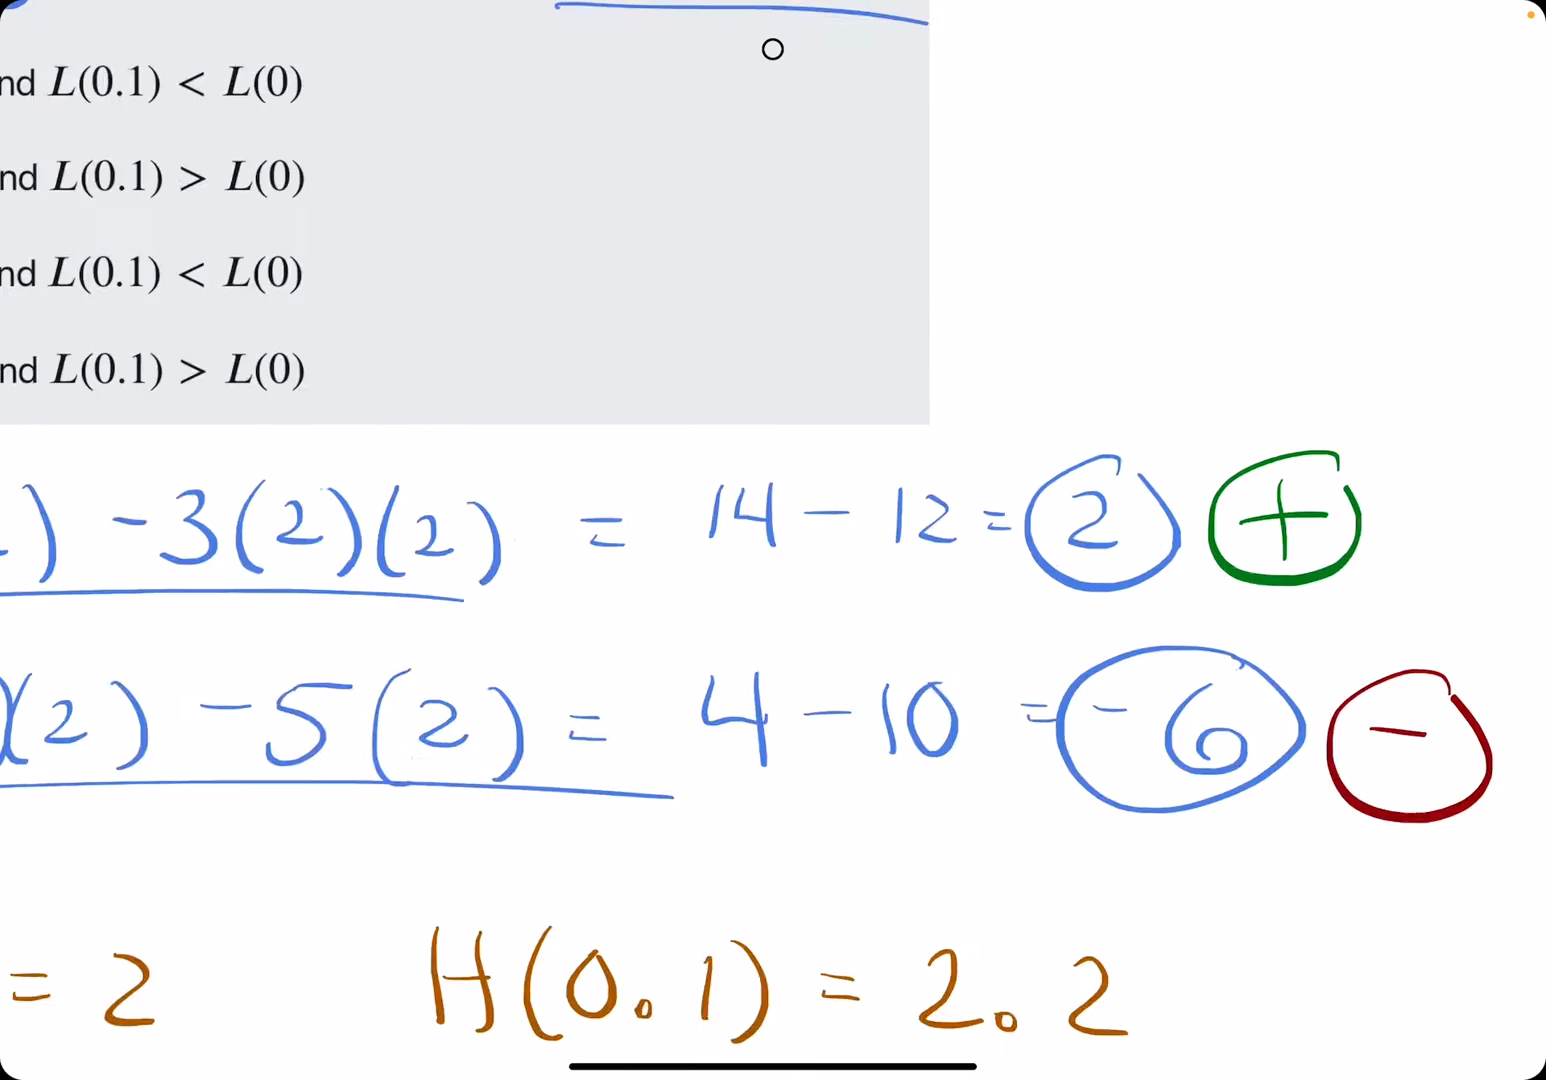 nd L(0.1) < L(0)
nd L(0.1) > L(0)
nd L(0.1) < L(0)
nd L(0.1) > L(0)
) -3(2)(2) = 14 - 12 = 2 +
)(2) - 5(2) = 4 - 10 = -6 -
= 2 H(0.1) = 2.2